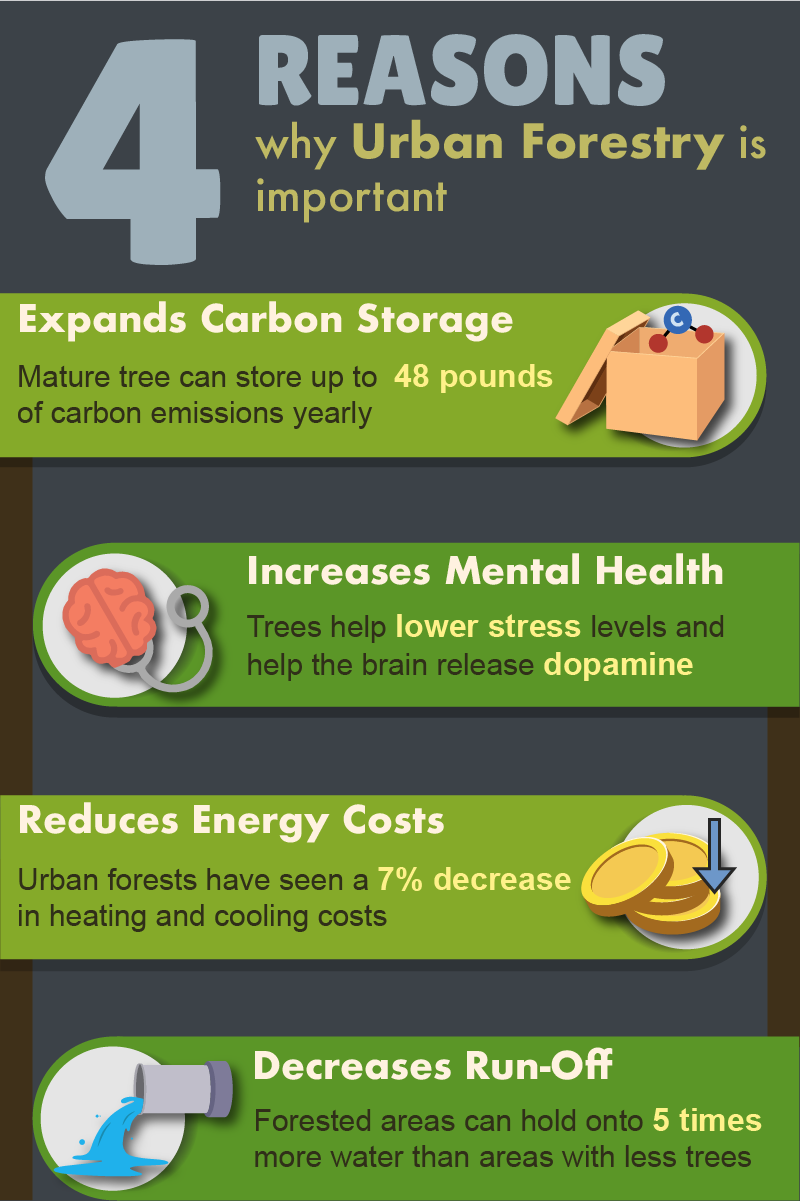 4 REASONS
why Urban Forestry is
important
Expands Carbon Storage
Mature tree can store up to 48 pounds
of carbon emissions yearly
C
Increases Mental Health
Trees help lower stress levels and
help the brain release dopamine
Reduces Energy Costs
Urban forests have seen a 7% decrease
in heating and cooling costs
Decreases Run-Off
Forested areas can hold onto 5 times
more water than areas with less trees